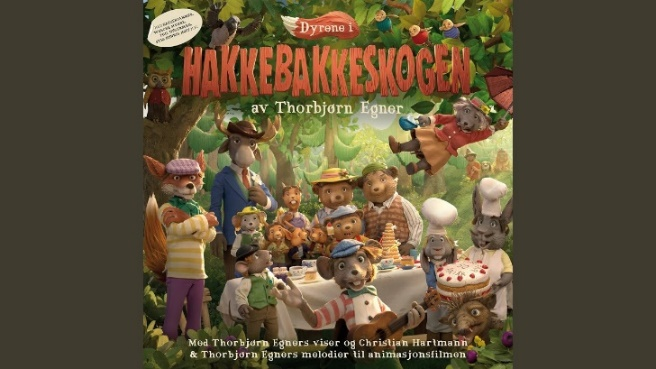 Dyrene i
HAKKEBAKKESKOGEN
av Thorbjørn Egner
Med Thorbjørn Egners viser og Christian Hartmann
& Thorbjørn Egners melodier til animasjonsfilmen